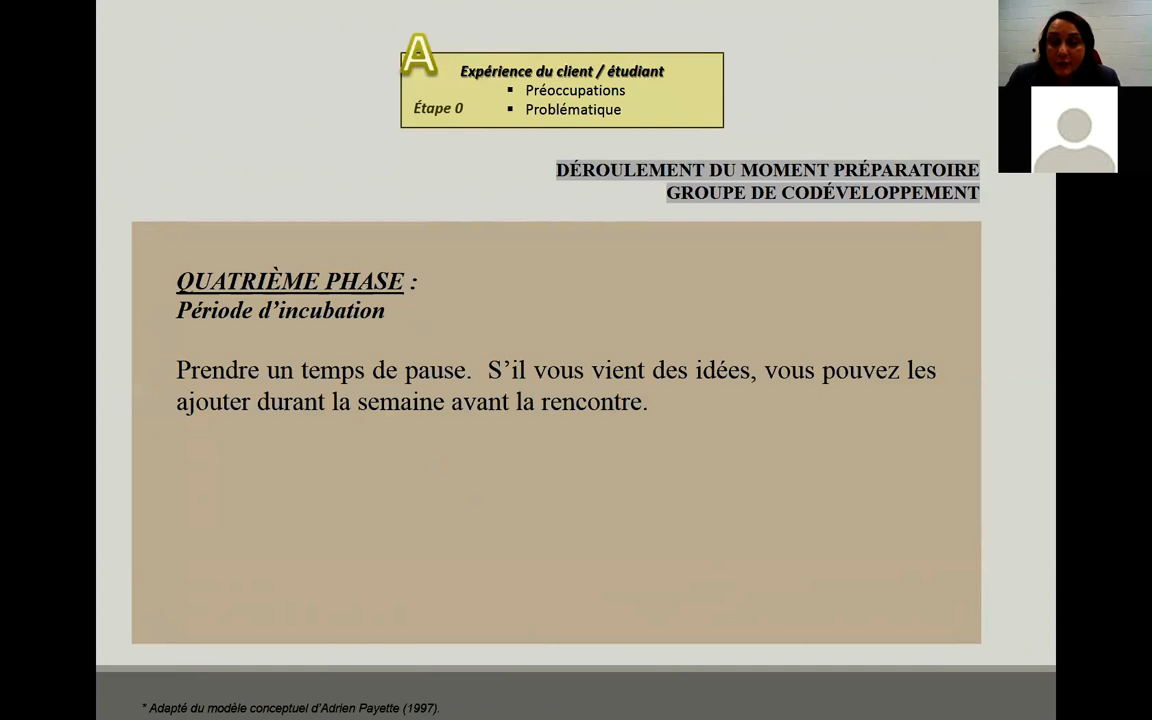 A
Expérience du client / étudiant
▪ Préoccupations
Étape 0
▪ Problématique
DÉROULEMENT DU MOMENT PRÉPARATOIRE
GROUPE DE CODÉVELOPPEMENT
QUATRIÈME PHASE :
Période d’incubation
Prendre un temps de pause.  S’il vous vient des idées, vous pouvez les
ajouter durant la semaine avant la rencontre.
* Adapté du modèle conceptuel d’Adrien Payette (1997).